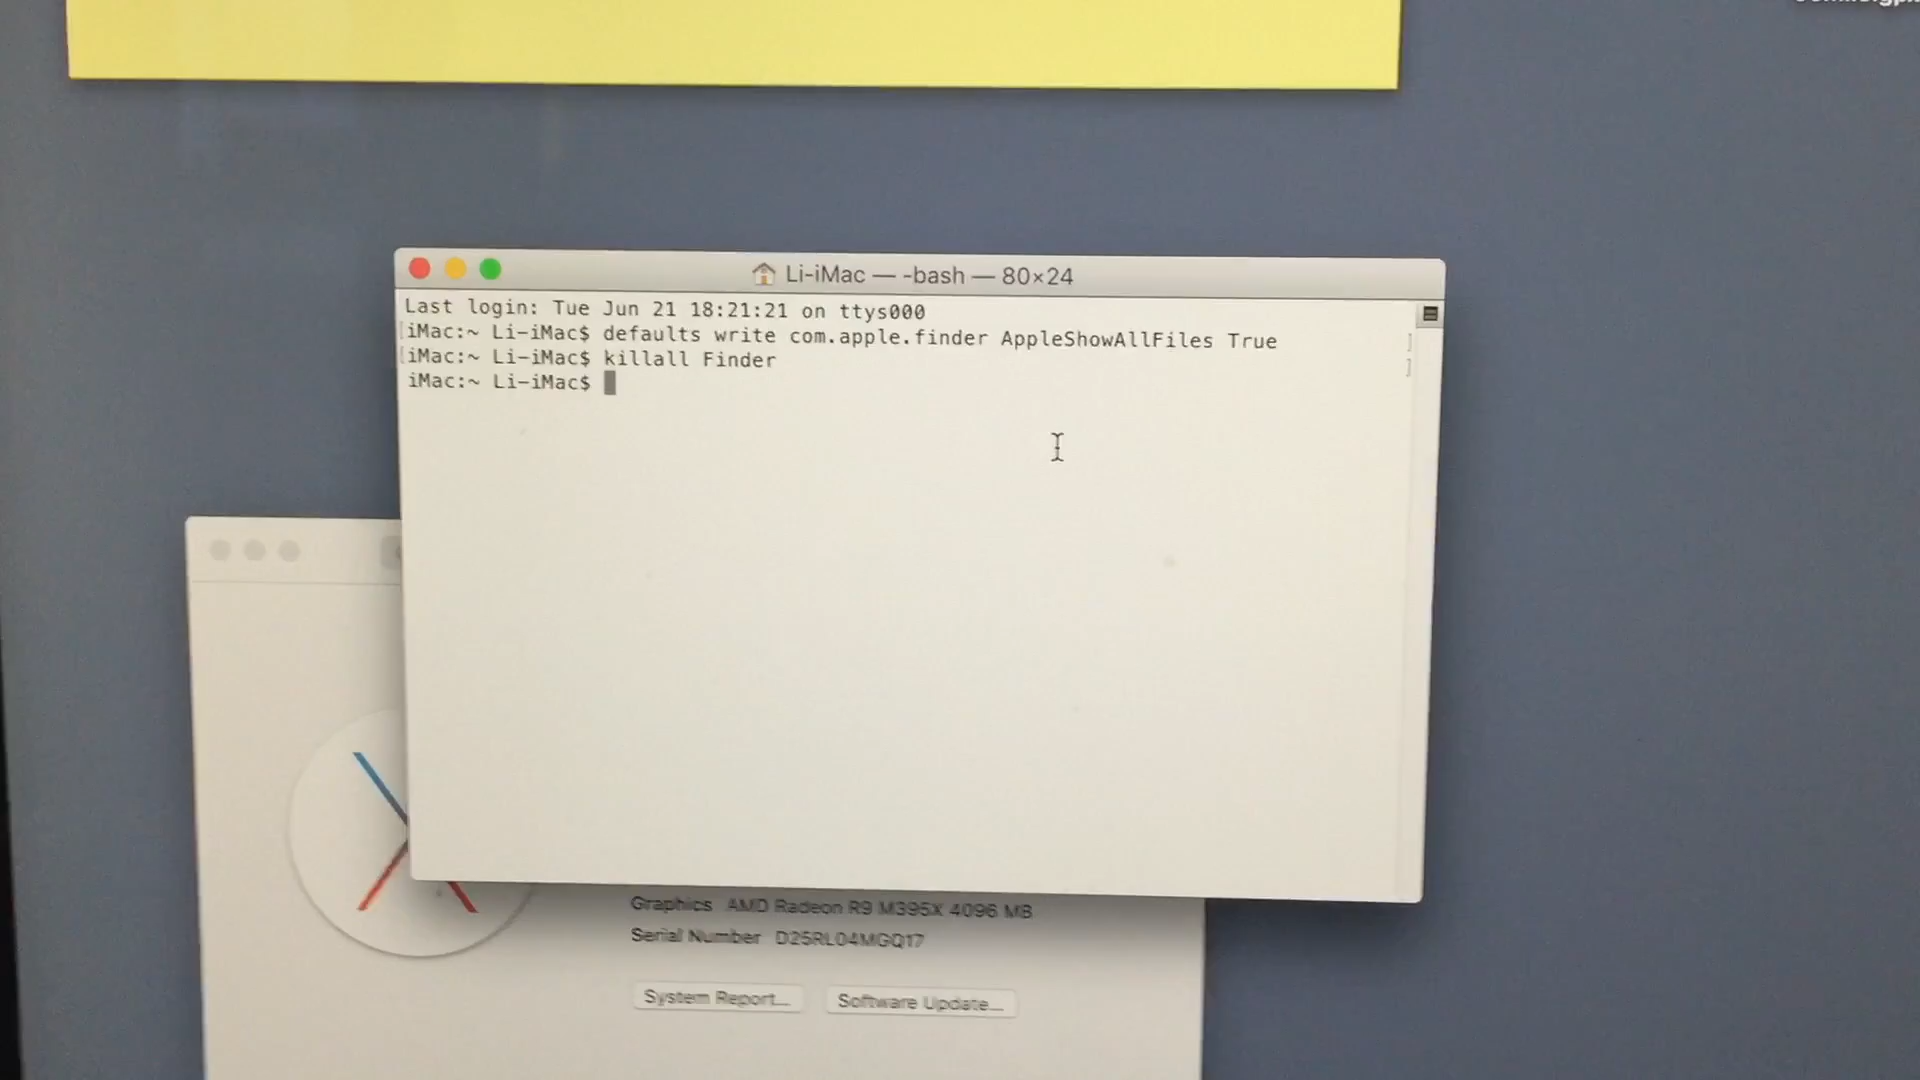 Li-iMac — -bash — 80×24
Last login: Tue Jun 21 18:21:21 on ttys000
iMac:~ Li-iMac$ defaults write com.apple.finder AppleShowAllFiles True
iMac:~ Li-iMac$ killall Finder
iMac:~ Li-iMac$
Graphics AMD Radeon R9 M395X 4096 MB
Serial Number D25RL04MGQ17
System Report...
Software Update...